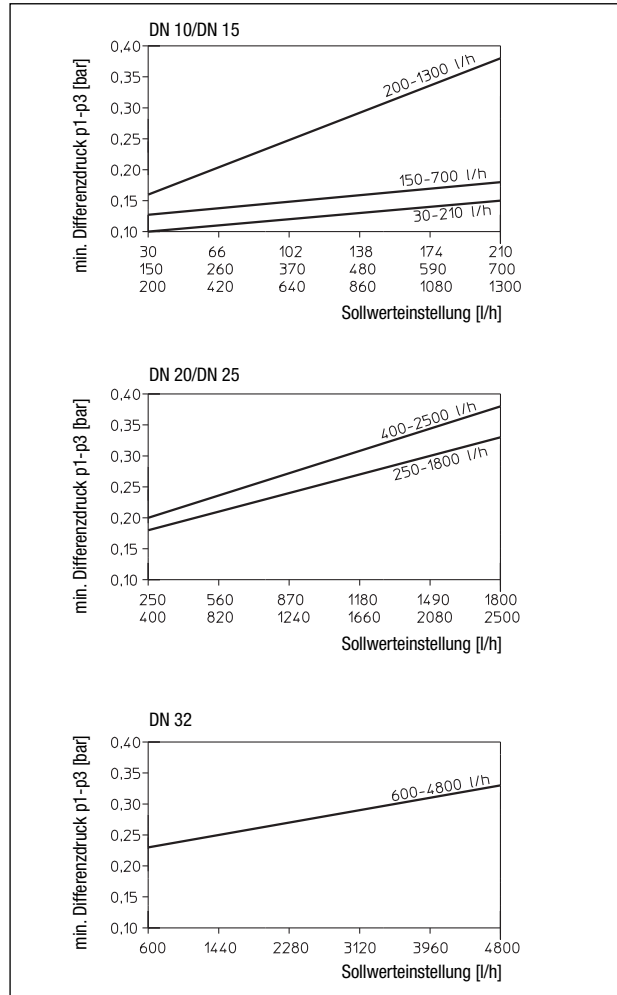 DN 10/DN 15
min. Differenzdruck p1-p3 [bar]
0,40
0,35
0,30
0,25
0,20
0,15
0,10
200-1300 l/h
150-700 l/h
30-210 l/h
30 66 102 138 174 210
150 260 370 480 590 700
200 420 640 860 1080 1300
Sollwerteinstellung [l/h]
DN 20/DN 25
min. Differenzdruck p1-p3 [bar]
0,40
0,35
0,30
0,25
0,20
0,15
0,10
400-2500 l/h
250-1800 l/h
250 560 870 1180 1490 1800
400 820 1240 1660 2080 2500
Sollwerteinstellung [l/h]
DN 32
min. Differenzdruck p1-p3 [bar]
0,40
0,35
0,30
0,25
0,20
0,15
0,10
600-4800 l/h
600 1440 2280 3120 3960 4800
Sollwerteinstellung [l/h]